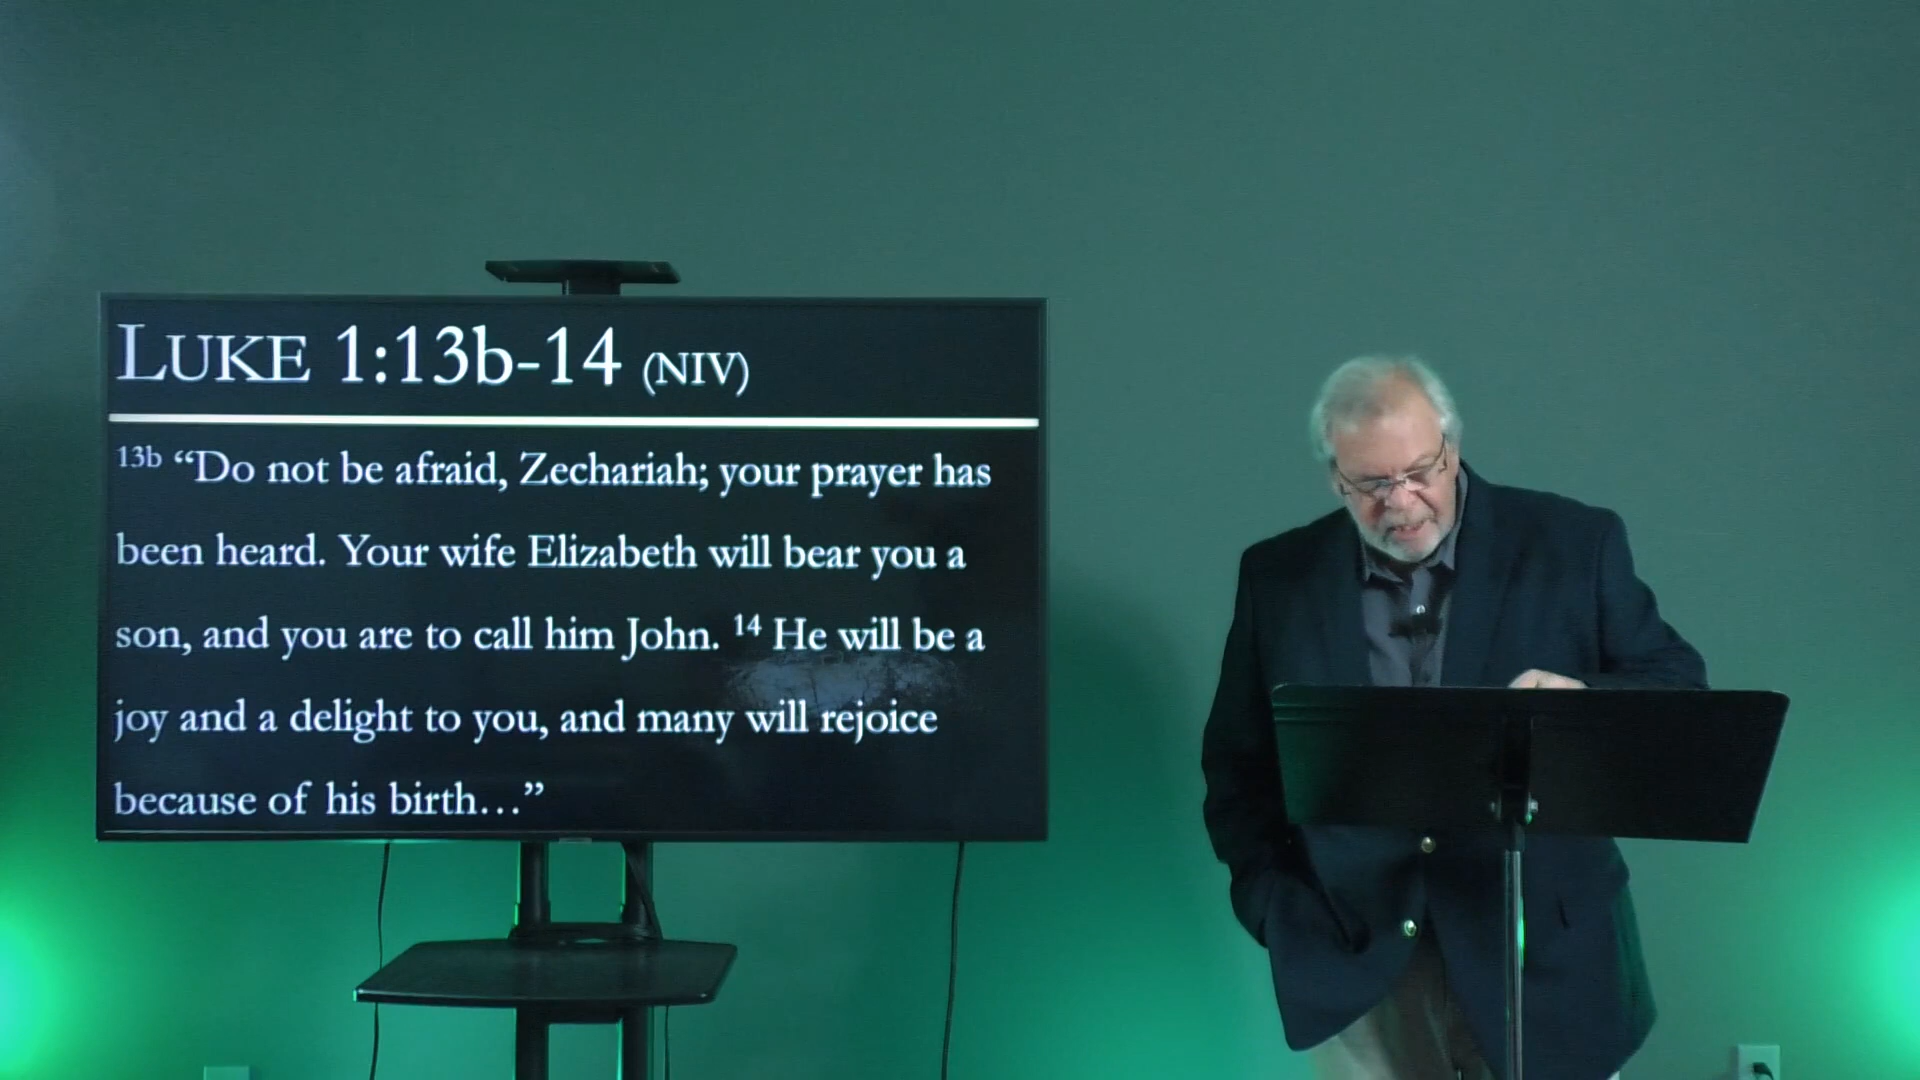 LUKE 1:13b-14 (NIV)
13b “Do not be afraid, Zechariah; your prayer has
been heard. Your wife Elizabeth will bear you a
son, and you are to call him John. 14 He will be a
joy and a delight to you, and many will rejoice
because of his birth…”